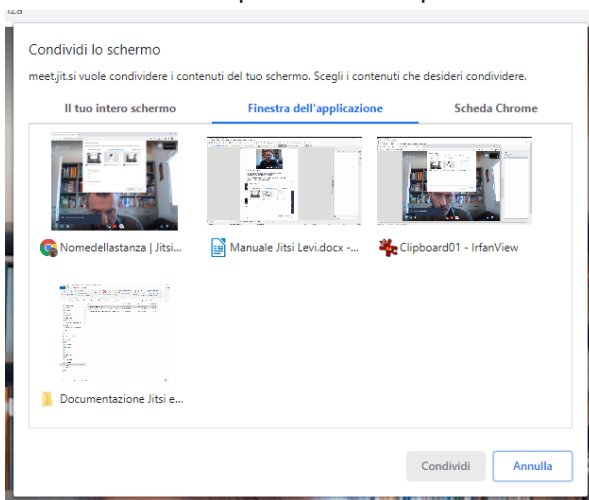 Condividi lo schermo
meet.jit.si vuole condividere i contenuti del tuo schermo. Scegli i contenuti che desideri condividere.
Il tuo intero schermo Finestra dell'applicazione Scheda Chrome
Nomedellastanza | Jitsi... Manuale Jitsi Levi.docx -... Clipboard01 - IrfanView
Documentazione Jitsi e...
Condividi Annulla